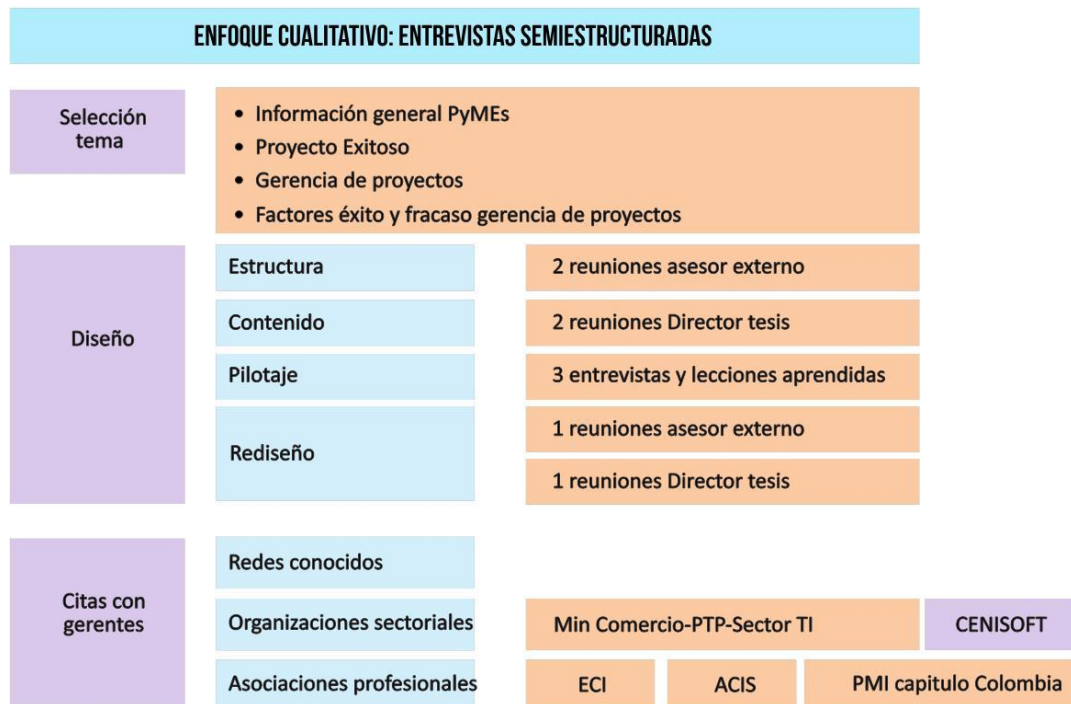 ENFOQUE CUALITATIVO: ENTREVISTAS SEMIESTRUCTURADAS
Selección
tema
• Información general PyMEs
• Proyecto Exitoso
• Gerencia de proyectos
• Factores éxito y fracaso gerencia de proyectos
Diseño
Estructura
2 reuniones asesor externo
Contenido
2 reuniones Director tesis
Pilotaje
3 entrevistas y lecciones aprendidas
Rediseño
1 reuniones asesor externo
1 reuniones Director tesis
Citas con
gerentes
Redes conocidos
Organizaciones sectoriales
Min Comercio-PTP-Sector TI
CENISOFT
Asociaciones profesionales
ECI
ACIS
PMI capitulo Colombia